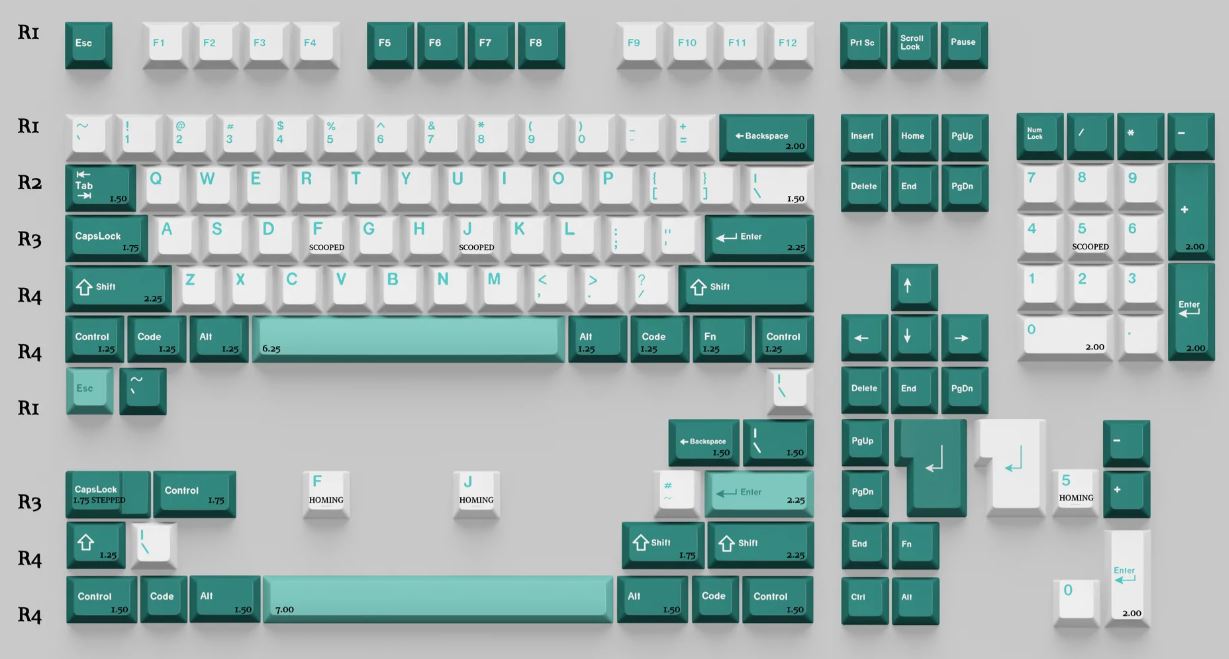 R1 Esc F1 F2 F3 F4 F5 F6 F7 F8 F9 F10 F11 F12 Prt Sc Scroll Lock Pause
R1 ~ ` ! 1 @ 2 # 3 $ 4 % 5 ^ 6 & 7 * 8 ( 9 ) 0 _ - + = ← Backspace 2.00 Insert Home PgUp Num Lock / * -
R2 Tab 1.50 Q W E R T Y U I O P { [ } ] | \ 1.50 Delete End PgDn 7 8 9 + 2.00
R3 CapsLock 1.75 A S D F SCOOPED G H J SCOOPED K L : ; " ' Enter 2.25 4 5 SCOOPED 6
R4 Shift 2.25 Z X C V B N M < , > . ? / Shift ↑ 1 2 3 Enter 2.00
R4 Control 1.25 Code 1.25 Alt 1.25 6.25 Alt 1.25 Code 1.25 Fn 1.25 Control 1.25 ← ↓ → 0 2.00 .
R1 Esc ~ ` | \ Delete End PgDn
← Backspace 1.50 | \ 1.50 PgUp -
R3 CapsLock 1.75 STEPPED Control 1.75 F HOMING J HOMING # ~ Enter 2.25 PgDn 5 HOMING +
R4 1.25 | \ Shift 1.75 Shift 2.25 End Fn Enter 2.00
R4 Control 1.50 Code Alt 1.50 7.00 Alt 1.50 Code Control 1.50 Ctrl Alt 0